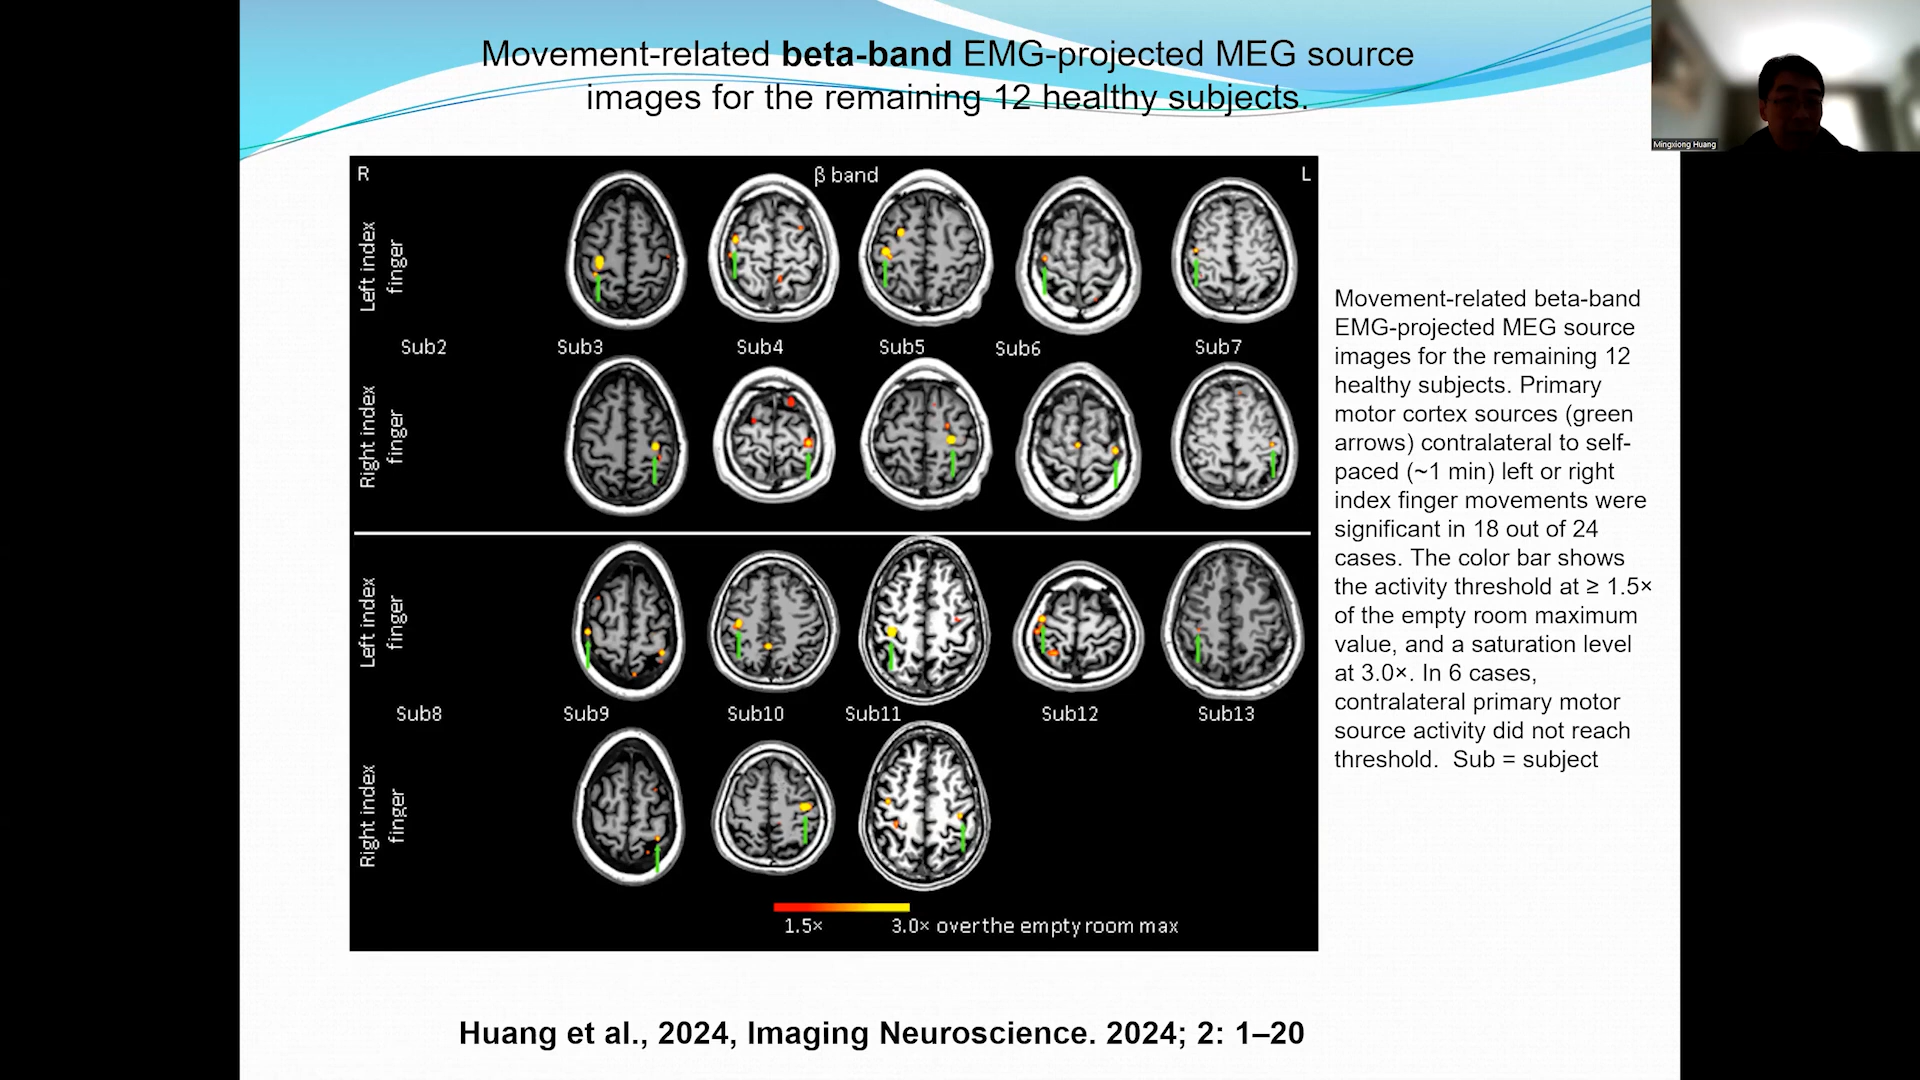 Movement-related beta-band EMG-projected MEG source
images for the remaining 12 healthy subjects.
Mingxiong Huang
R
β band
L
Left index
finger
Sub2
Sub3
Sub4
Sub5
Sub6
Sub7
Right index
finger
Left index
finger
Sub8
Sub9
Sub10
Sub11
Sub12
Sub13
Right index
finger
1.5×
3.0× over the empty room max
Movement-related beta-band
EMG-projected MEG source
images for the remaining 12
healthy subjects. Primary
motor cortex sources (green
arrows) contralateral to self-
paced (~1 min) left or right
index finger movements were
significant in 18 out of 24
cases. The color bar shows
the activity threshold at ≥ 1.5×
of the empty room maximum
value, and a saturation level
at 3.0×. In 6 cases,
contralateral primary motor
source activity did not reach
threshold.  Sub = subject
Huang et al., 2024, Imaging Neuroscience. 2024; 2: 1–20